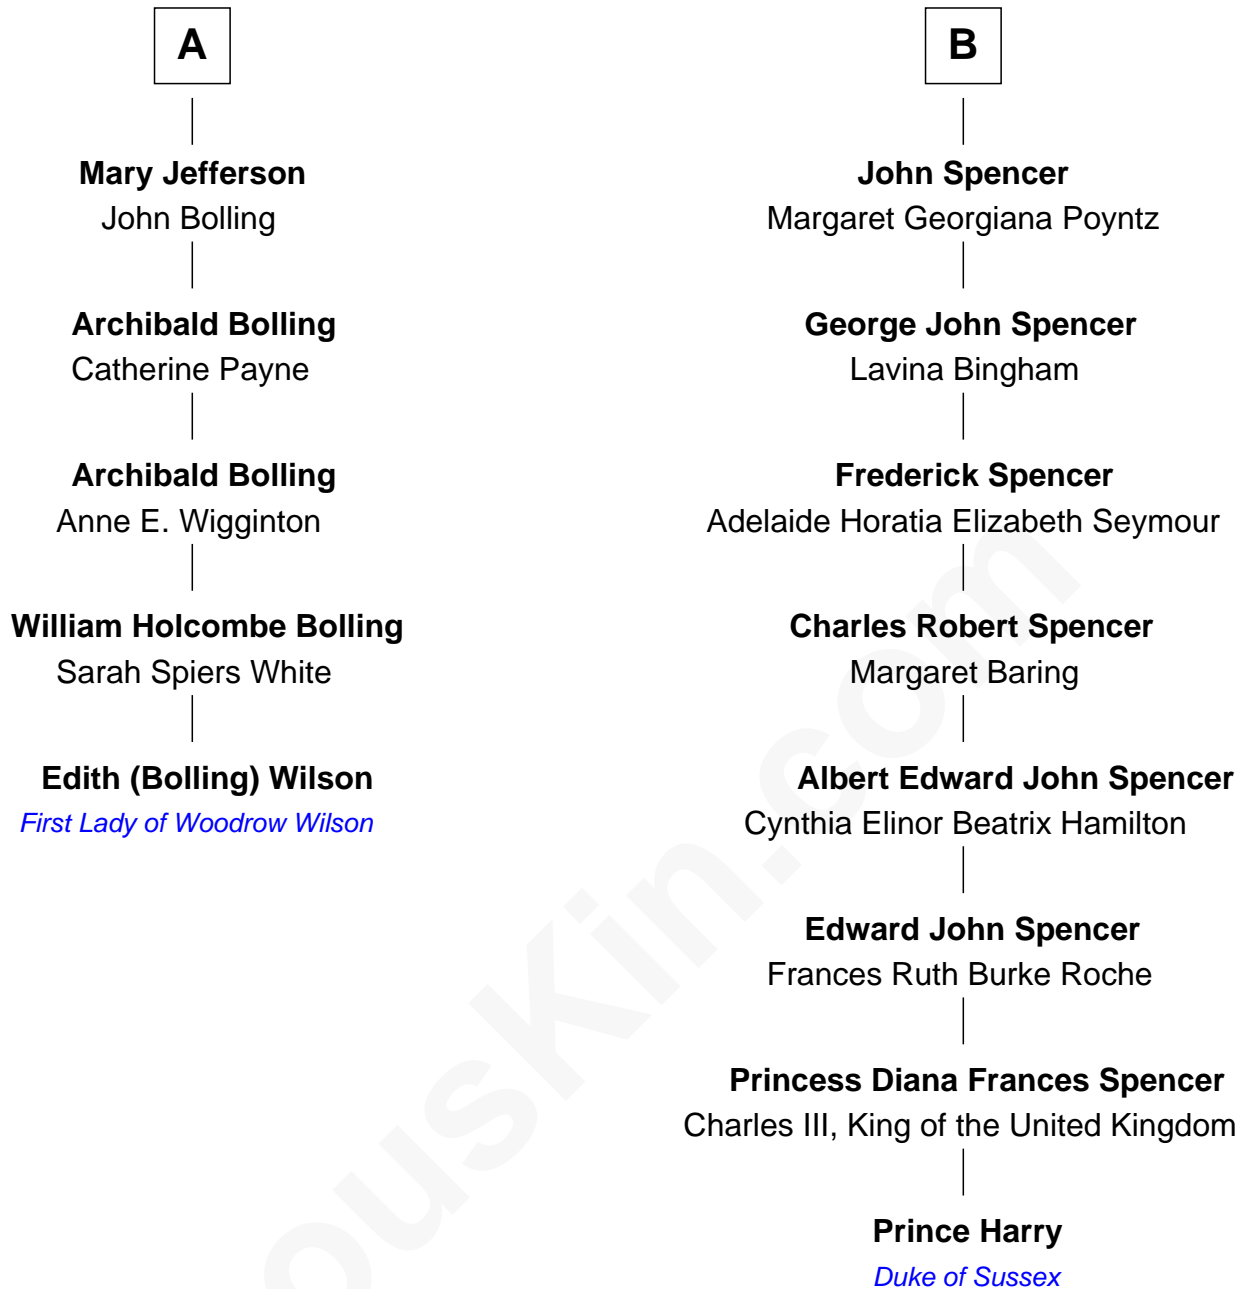 A
Mary Jefferson
John Bolling
Archibald Bolling
Catherine Payne
Archibald Bolling
Anne E. Wigginton
William Holcombe Bolling
Sarah Spiers White
Edith (Bolling) Wilson
First Lady of Woodrow Wilson
B
John Spencer
Margaret Georgiana Poyntz
George John Spencer
Lavina Bingham
Frederick Spencer
Adelaide Horatia Elizabeth Seymour
Charles Robert Spencer
Margaret Baring
Albert Edward John Spencer
Cynthia Elinor Beatrix Hamilton
Edward John Spencer
Frances Ruth Burke Roche
Princess Diana Frances Spencer
Charles III, King of the United Kingdom
Prince Harry
Duke of Sussex
ousKin.com